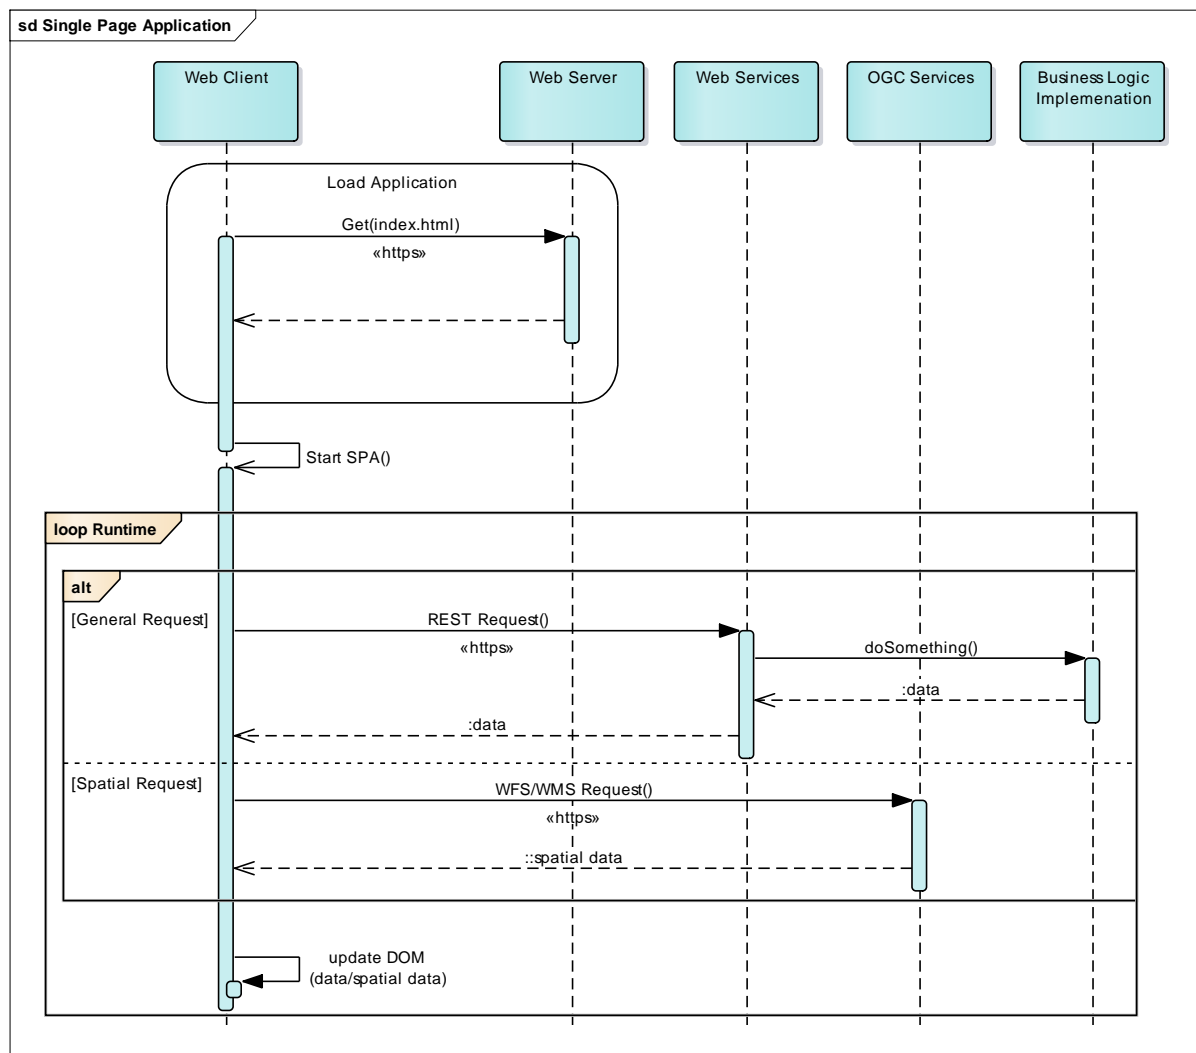 sd Single Page Application
Web Client
Web Server
Web Services
OGC Services
Business Logic
Implemenation
Load Application
Get(index.html)
«https»
Start SPA()
loop Runtime
alt
[General Request]
REST Request()
«https»
doSomething()
:data
:data
[Spatial Request]
WFS/WMS Request()
«https»
::spatial data
update DOM
(data/spatial data)